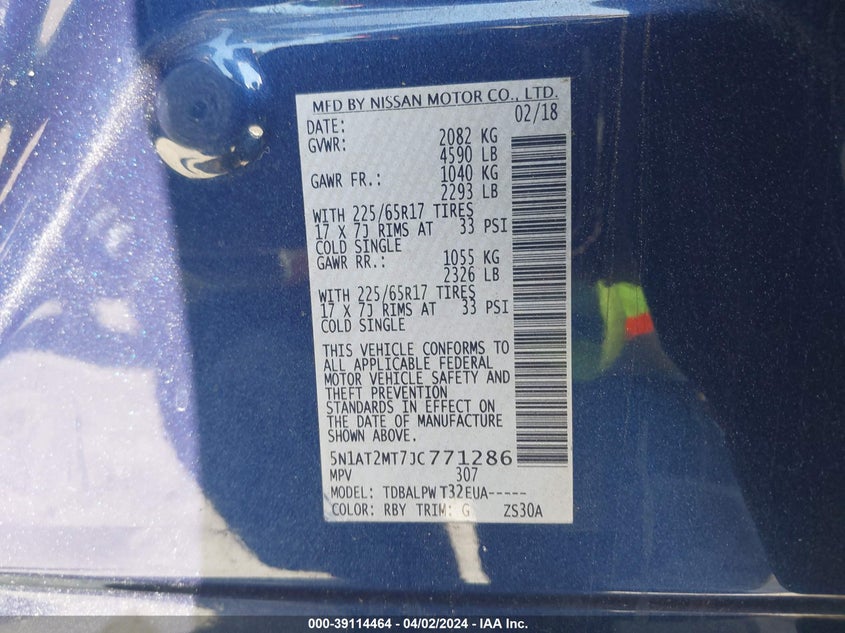 MFD BY NISSAN MOTOR CO., LTD.
DATE: 02/18
GVWR: 2082 KG
4590 LB
GAWR FR.: 1040 KG
2293 LB
WITH 225/65R17 TIRES
17 X 7J RIMS AT 33 PSI
COLD SINGLE
GAWR RR.: 1055 KG
2326 LB
WITH 225/65R17 TIRES
17 X 7J RIMS AT 33 PSI
COLD SINGLE
THIS VEHICLE CONFORMS TO
ALL APPLICABLE FEDERAL
MOTOR VEHICLE SAFETY AND
THEFT PREVENTION
STANDARDS IN EFFECT ON
THE DATE OF MANUFACTURE
SHOWN ABOVE.
5N1AT2MT7JC771286
MPV 307
MODEL: TDBALPW T32EUA-----
COLOR: RBY TRIM: G ZS30A
000-39114464 - 04/02/2024 - IAA Inc.